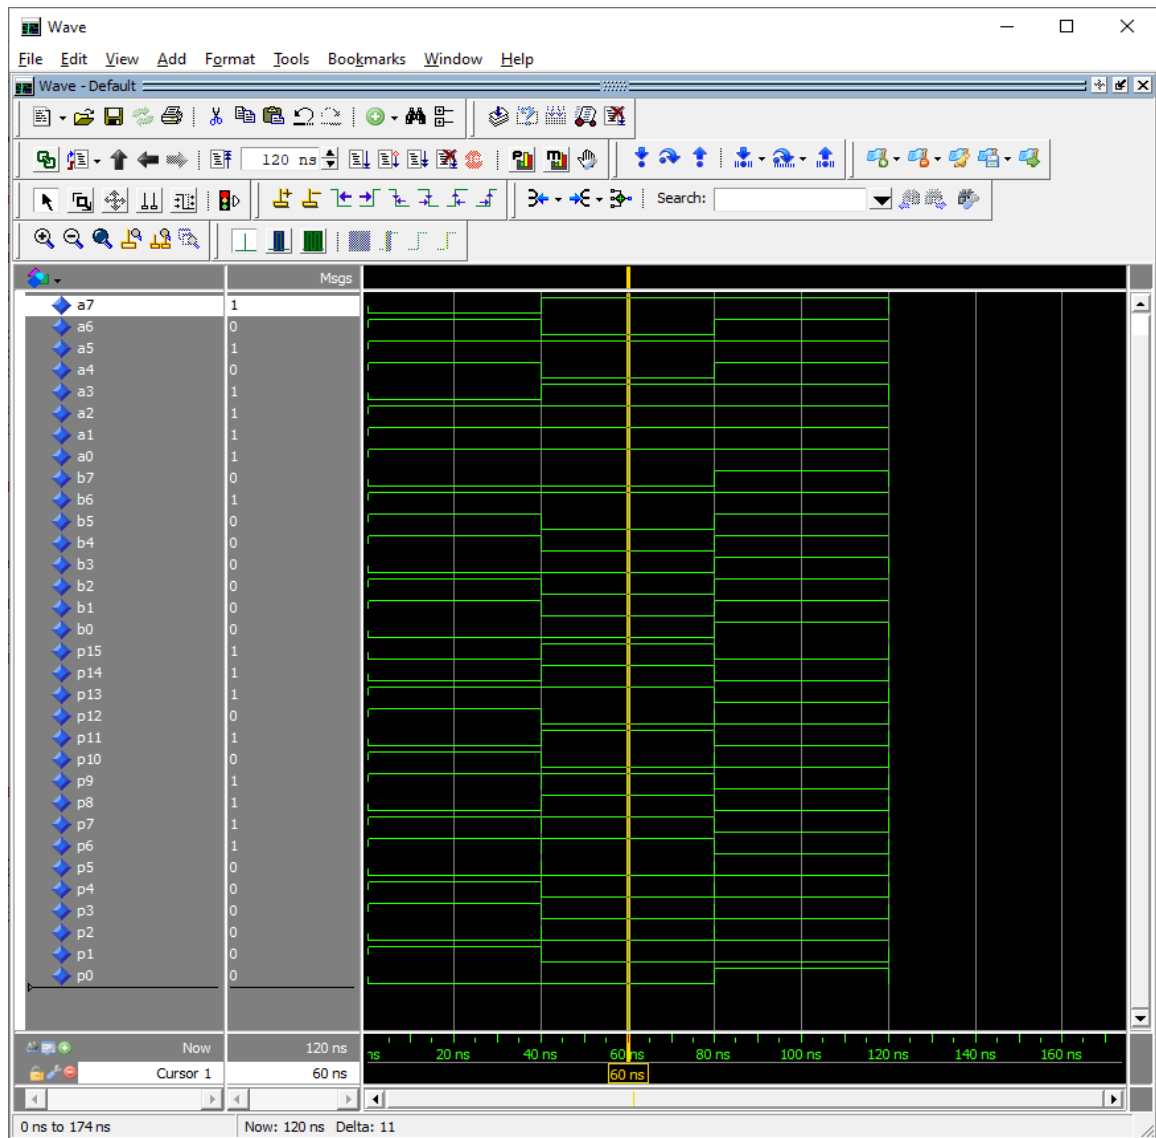 Wave
File Edit View Add Format Tools Bookmarks Window Help
Wave - Default
120 ns
Search:
Msgs
a7 1
a6 0
a5 1
a4 0
a3 1
a2 1
a1 1
a0 1
b7 0
b6 1
b5 0
b4 0
b3 0
b2 0
b1 0
b0 0
p15 1
p14 1
p13 1
p12 0
p11 1
p10 0
p9 1
p8 1
p7 1
p6 1
p5 0
p4 0
p3 0
p2 0
p1 0
p0 0
Now 120 ns
ns 20 ns 40 ns 60 ns 80 ns 100 ns 120 ns 140 ns 160 ns
Cursor 1 60 ns
60 ns
0 ns to 174 ns Now: 120 ns Delta: 11